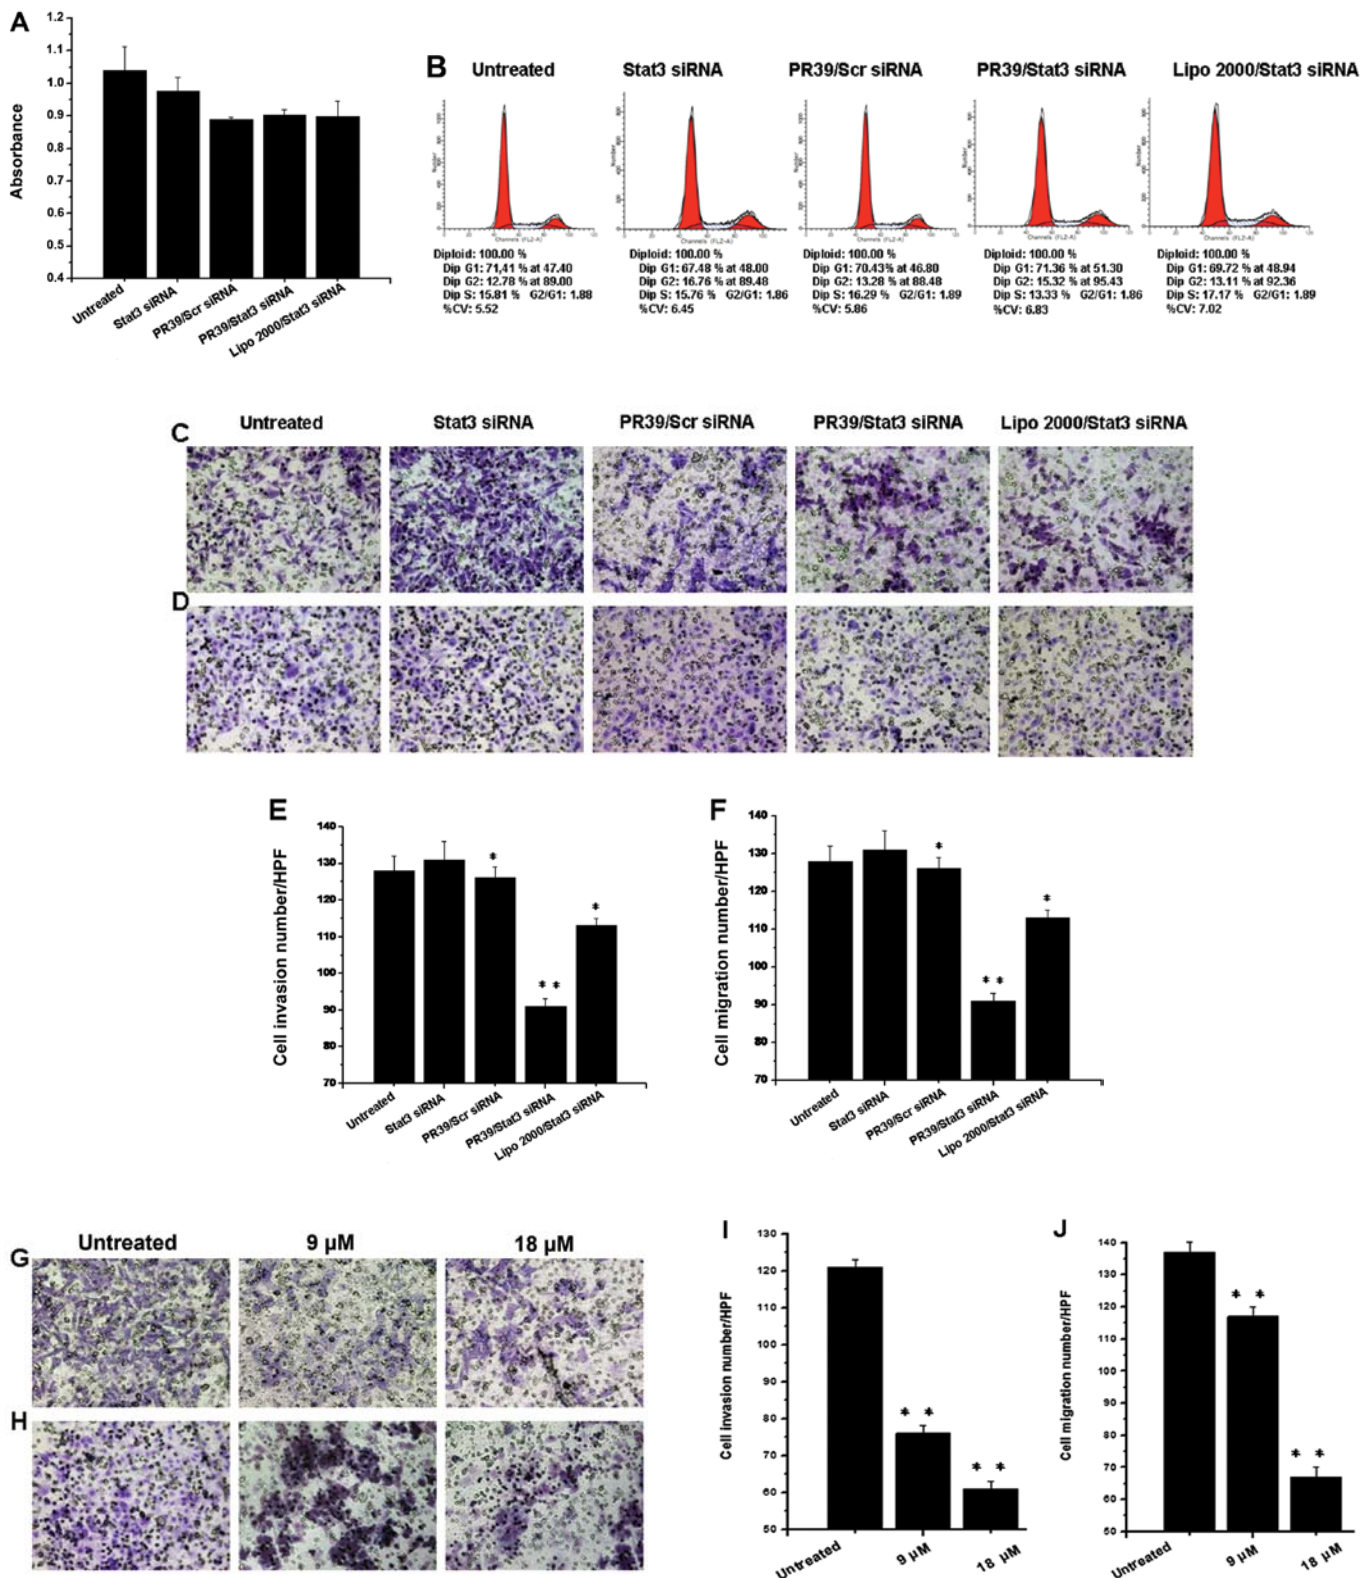 A
1.2
1.1
1.0
0.9
0.8
0.7
0.6
0.5
0.4
Absorbance
Untreated
Stat3 siRNA
PR39/Scr siRNA
PR39/Stat3 siRNA
Lipo 2000/Stat3 siRNA
B
Untreated
Stat3 siRNA
PR39/Scr siRNA
PR39/Stat3 siRNA
Lipo 2000/Stat3 siRNA
Number
Number
Number
Number
Number
Channels (FL2-A)
Channels (FL2-A)
Channels (FL2-A)
Channels (FL2-A)
Channels (FL2-A)
Diploid: 100.00 %
Dip G1: 71,41 % at 47.40
Dip G2: 12.78 % at 89.00
Dip S: 15.81 % G2/G1: 1.88
%CV: 5.52
Diploid: 100.00 %
Dip G1: 67.48 % at 48.00
Dip G2: 16.76 % at 89.48
Dip S: 15.76 % G2/G1: 1.86
%CV: 6.45
Diploid: 100.00 %
Dip G1: 70.43% at 46.80
Dip G2: 13.28 % at 88.48
Dip S: 16.29 % G2/G1: 1.89
%CV: 5.86
Diploid: 100.00 %
Dip G1: 71.36 % at 51.30
Dip G2: 15.32 % at 95.43
Dip S: 13.33 % G2/G1: 1.86
%CV: 6.83
Diploid: 100.00 %
Dip G1: 69.72 % at 48.94
Dip G2: 13.11 % at 92.36
Dip S: 17.17 % G2/G1: 1.89
%CV: 7.02
C
Untreated
Stat3 siRNA
PR39/Scr siRNA
PR39/Stat3 siRNA
Lipo 2000/Stat3 siRNA
D
E
140
130
120
110
100
90
80
70
Cell invasion number/HPF
*
* *
*
Untreated
Stat3 siRNA
PR39/Scr siRNA
PR39/Stat3 siRNA
Lipo 2000/Stat3 siRNA
F
140
130
120
110
100
90
80
70
Cell migration number/HPF
*
* *
*
Untreated
Stat3 siRNA
PR39/Scr siRNA
PR39/Stat3 siRNA
Lipo 2000/Stat3 siRNA
G
Untreated
9 µM
18 µM
H
I
130
120
110
100
90
80
70
60
50
Cell invasion number/HPF
* *
* *
Untreated
9 µM
18 µM
J
140
130
120
110
100
90
80
70
60
50
Cell migration number/HPF
* *
* *
Untreated
9 µM
18 µM